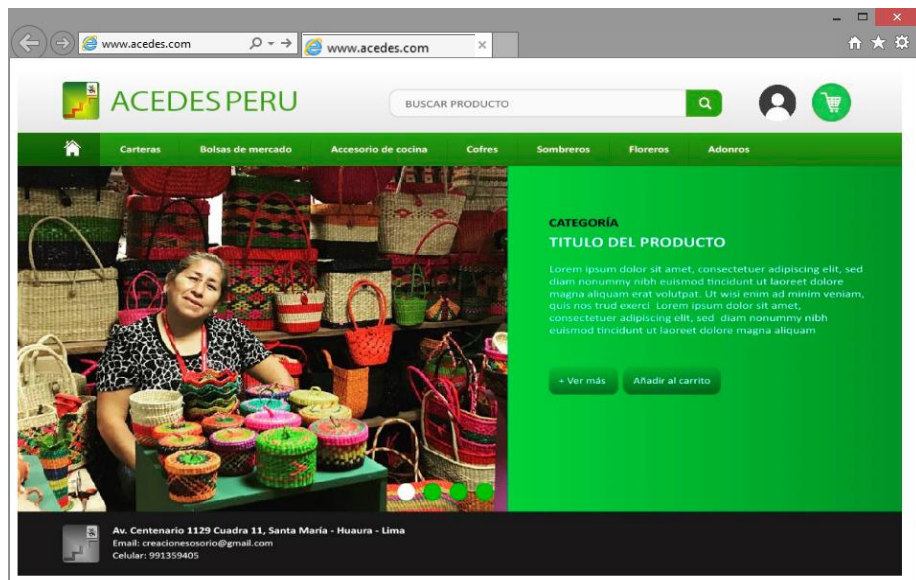 www.acedes.com
www.acedes.com
ACEDES PERU
BUSCAR PRODUCTO
Carteras
Bolsas de mercado
Accesorio de cocina
Cofres
Sombreros
Floreros
Adonros
CATEGORÍA
TITULO DEL PRODUCTO
Lorem ipsum dolor sit amet, consectetuer adipiscing elit, sed
diam nonummy nibh euismod tincidunt ut laoreet dolore
magna aliquam erat volutpat. Ut wisi enim ad minim veniam,
quis nos trud exerci Lorem ipsum dolor sit amet,
consectetuer adipiscing elit, sed diam nonummy nibh
euismod tincidunt ut laoreet dolore magna aliquam
+ Ver más
Añadir al carrito
Av. Centenario 1129 Cuadra 11, Santa María - Huaura - Lima
Email: creacionesosorio@gmail.com
Celular: 991359405